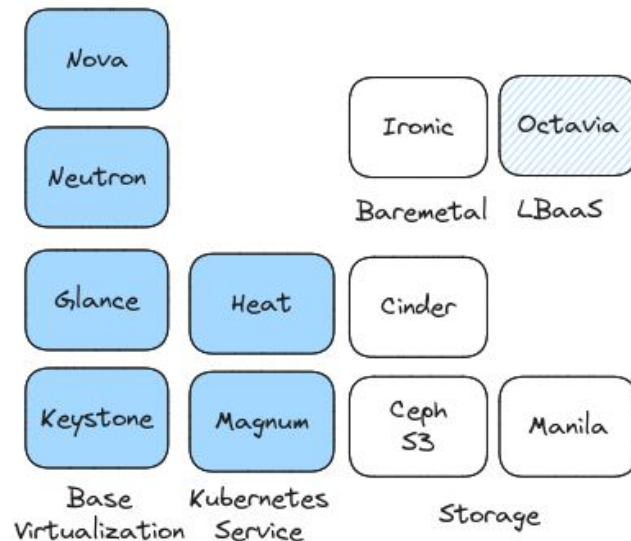 Nova
Neutron
Ironic
Octavia
Baremetal
LBaaS
Glance
Heat
Cinder
Keystone
Magnum
Ceph
S3
Manila
Base
Virtualization
Kubernetes
Service
Storage